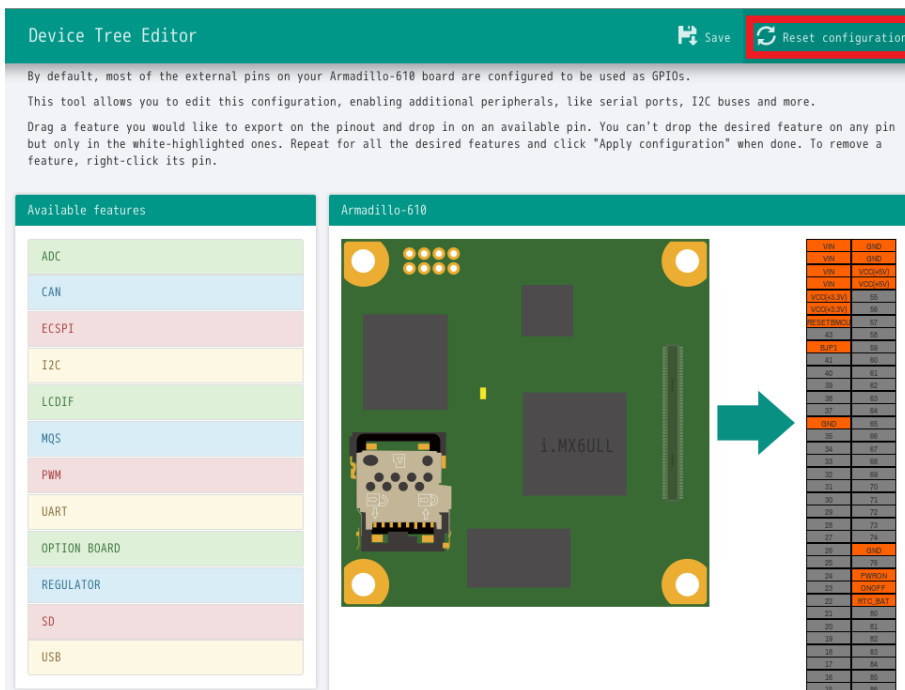 Device Tree Editor
Save
Reset configuration
By default, most of the external pins on your Armadillo-610 board are configured to be used as GPIOs.
This tool allows you to edit this configuration, enabling additional peripherals, like serial ports, I2C buses and more.
Drag a feature you would like to export on the pinout and drop in on an available pin. You can't drop the desired feature on any pin
but only in the white-highlighted ones. Repeat for all the desired features and click "Apply configuration" when done. To remove a
feature, right-click its pin.
Available features
ADC
CAN
ECSPI
I2C
LCDIF
MQS
PWM
UART
OPTION BOARD
REGULATOR
SD
USB
Armadillo-610
i.MX6ULL
VIN GND
VIN GND
VIN VCC(+5V)
VIN VCC(+5V)
VCC(+3.3V) 55
VCC(+3.3V) 56
RESETBMCU 57
43 58
BJP1 59
41 60
40 61
39 62
38 63
37 64
GND 65
35 66
34 67
33 68
32 69
31 70
30 71
29 72
28 73
27 74
26 GND
25 76
24 PWRON
23 ONOFF
22 RTC_BAT
21 80
20 81
19 82
18 83
17 84
16 85